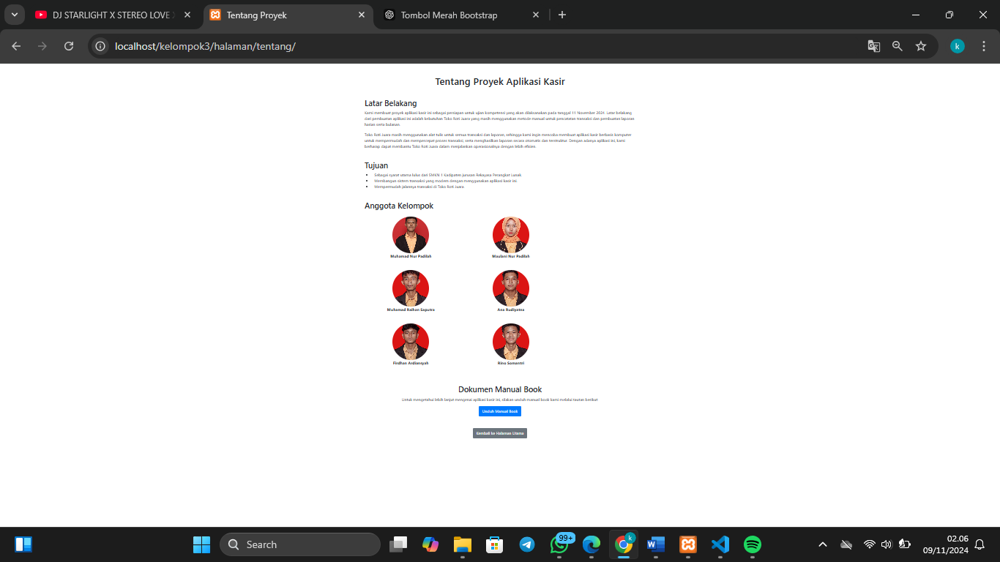 DJ STARLIGHT X STEREO LOVE
Tentang Proyek
Tombol Merah Bootstrap
localhost/kelompok3/halaman/tentang/
k
Tentang Proyek Aplikasi Kasir
Latar Belakang
Kami membuat proyek aplikasi kasir ini sebagai persiapan untuk ujian kompetensi yang akan dilaksanakan pada tanggal 11 November 2024. Latar belakang
dari pembuatan aplikasi ini adalah kebutuhan Toko Roti Juara yang masih menggunakan metode manual untuk pencatatan transaksi dan pembuatan laporan
harian serta bulanan.
Toko Roti Juara masih menggunakan alat tulis untuk semua transaksi dan laporan, sehingga kami ingin mencoba membuat aplikasi kasir berbasis komputer
untuk mempermudah dan mempercepat proses transaksi, serta menghasilkan laporan secara otomatis dan terstruktur. Dengan adanya aplikasi ini, kami
berharap dapat membantu Toko Roti Juara dalam menjalankan operasionalnya dengan lebih efisien.
Tujuan
Sebagai syarat utama lulus dari SMKN 1 Kadipaten jurusan Rekayasa Perangkat Lunak.
Membangun sistem transaksi yang modern dengan menggunakan aplikasi kasir ini.
Mempermudah jalannya transaksi di Toko Roti Juara.
Anggota Kelompok
Muhamad Nur Padilah
Maulani Nur Padilah
Muhamad Raihan Saputra
Ana Rudiyatna
Firdhan Ardiansyah
Rino Somantri
Dokumen Manual Book
Untuk mengetahui lebih lanjut mengenai aplikasi kasir ini, silakan unduh manual book kami melalui tautan berikut:
Unduh Manual Book
Kembali ke Halaman Utama
Search
99+
k
02.06
09/11/2024